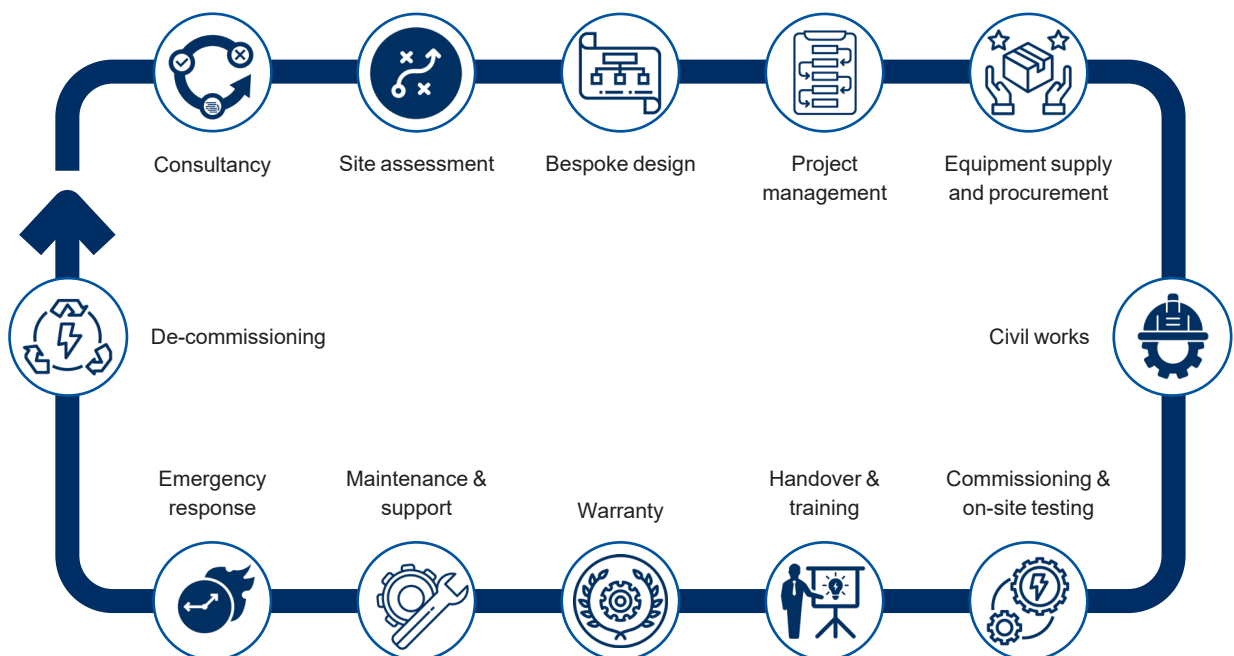 Consultancy
Site assessment
Bespoke design
Project
management
Equipment supply
and procurement
De-commissioning
Civil works
Emergency
response
Maintenance &
support
Warranty
Handover &
training
Commissioning &
on-site testing